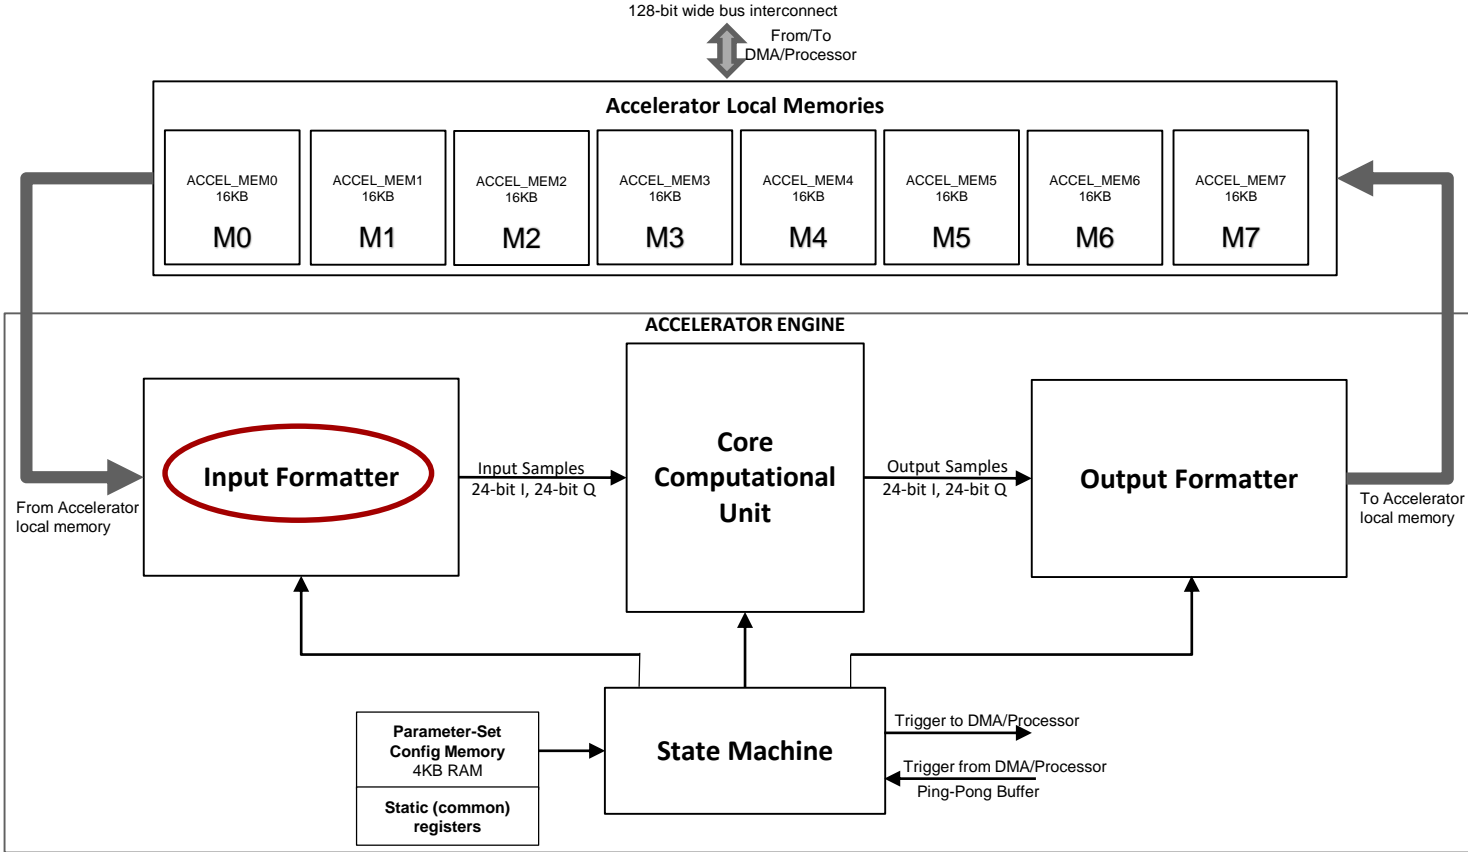 128-bit wide bus interconnect
From/To
DMA/Processor
Accelerator Local Memories
ACCEL_MEM0
16KB
M0
ACCEL_MEM1
16KB
M1
ACCEL_MEM2
16KB
M2
ACCEL_MEM3
16KB
M3
ACCEL_MEM4
16KB
M4
ACCEL_MEM5
16KB
M5
ACCEL_MEM6
16KB
M6
ACCEL_MEM7
16KB
M7
ACCELERATOR ENGINE
From Accelerator
local memory
Input Formatter
Input Samples
24-bit I, 24-bit Q
Core
Computational
Unit
Output Samples
24-bit I, 24-bit Q
Output Formatter
To Accelerator
local memory
Parameter-Set
Config Memory
4KB RAM
Static (common)
registers
State Machine
Trigger to DMA/Processor
Trigger from DMA/Processor
Ping-Pong Buffer